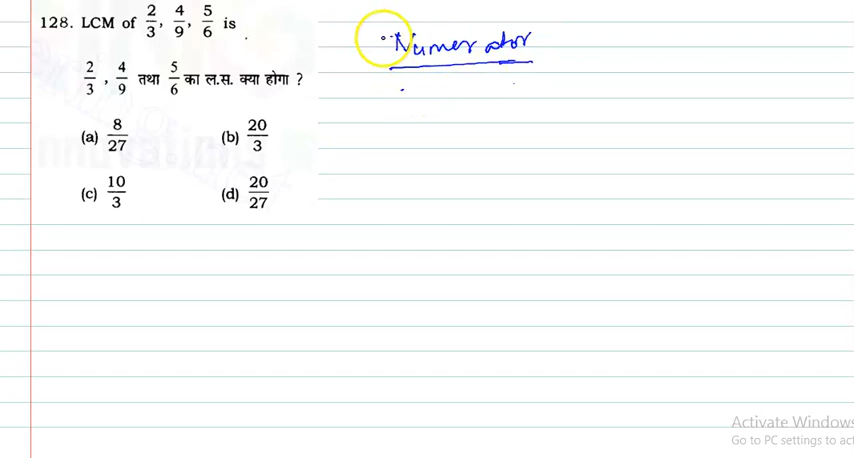 128. LCM of 2/3, 4/9, 5/6 is
2/3, 4/9 तथा 5/6 का ल.स. क्या होगा ?
(a) 8/27 (b) 20/3
(c) 10/3 (d) 20/27
Numerator
Activate Windows
Go to PC settings to act